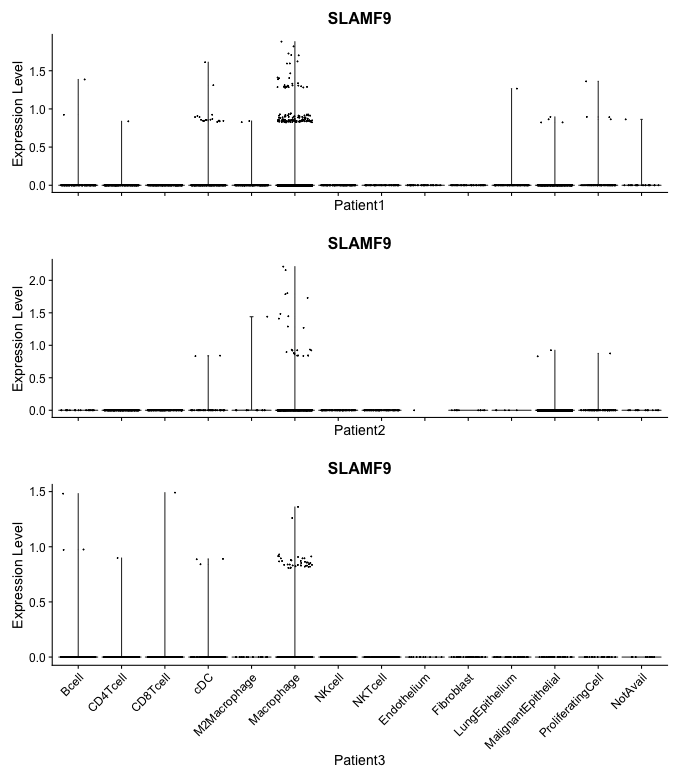 SLAMF9
Expression Level
1.5
1.0
0.5
0.0
Patient1
SLAMF9
Expression Level
2.0
1.5
1.0
0.5
0.0
Patient2
SLAMF9
Expression Level
1.5
1.0
0.5
0.0
Bcell
CD4Tcell
CD8Tcell
cDC
M2Macrophage
Macrophage
NKcell
NKTcell
Endothelium
Fibroblast
LungEpithelium
MalignantEpithelial
ProliferatingCell
NotAvail
Patient3